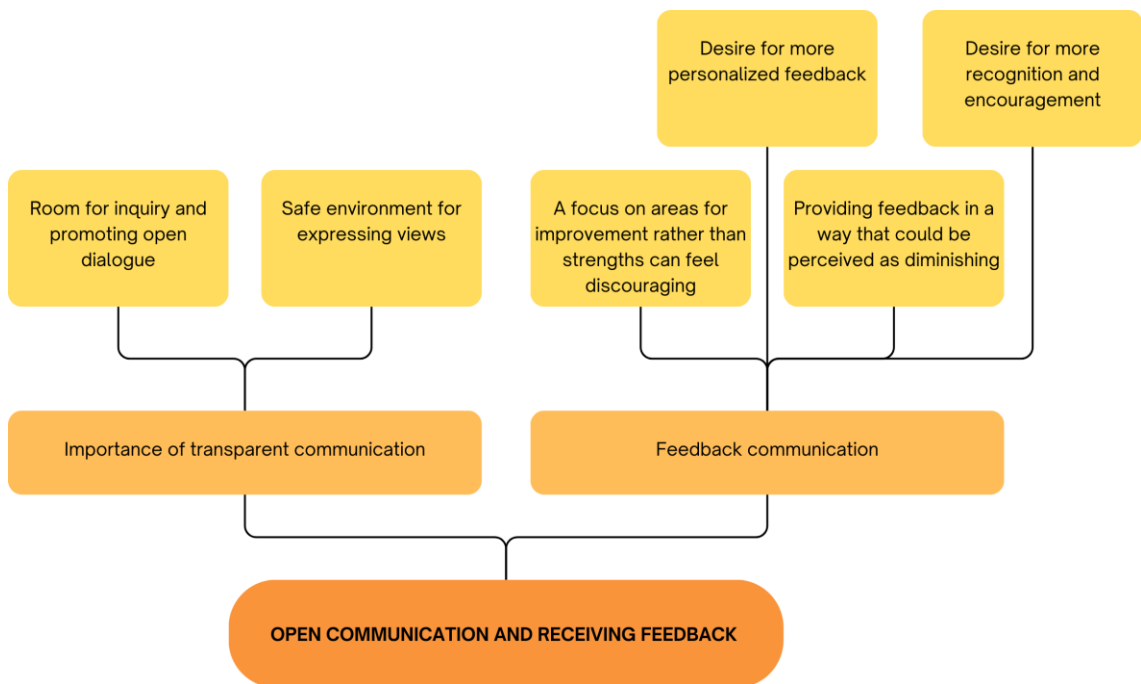 Desire for more
personalized feedback
Desire for more
recognition and
encouragement
Room for inquiry and
promoting open
dialogue
Safe environment for
expressing views
A focus on areas for
improvement rather than
strengths can feel
discouraging
Providing feedback in a
way that could be
perceived as diminishing
Importance of transparent communication
Feedback communication
OPEN COMMUNICATION AND RECEIVING FEEDBACK